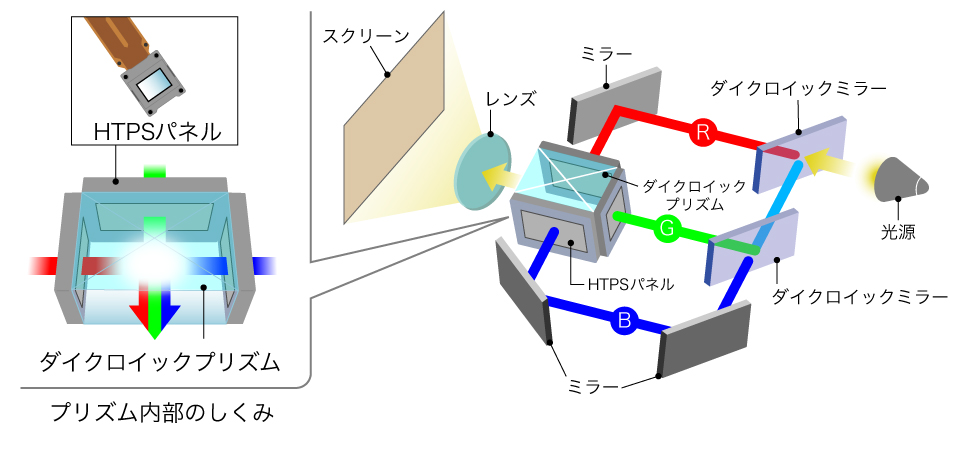 HTPSパネル
ダイクロイックプリズム
プリズム内部のしくみ
スクリーン
レンズ
ミラー
R
ダイクロイックミラー
光源
ダイクロイック
プリズム
G
HTPSパネル
ダイクロイックミラー
B
ミラー